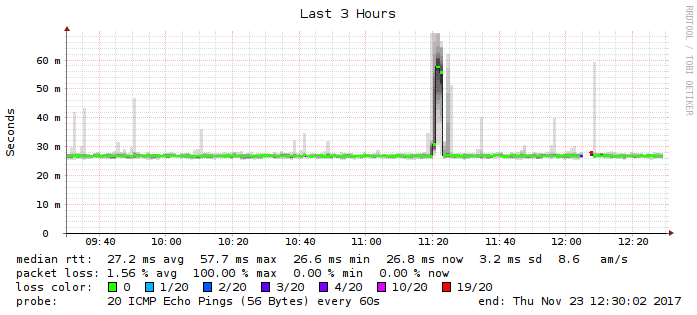 Last 3 Hours
RRDTOOL / TOBI OETIKER
Seconds
60 m
50 m
40 m
30 m
20 m
10 m
0
09:40 10:00 10:20 10:40 11:00 11:20 11:40 12:00 12:20
median rtt: 27.2 ms avg 57.7 ms max 26.6 ms min 26.8 ms now 3.2 ms sd 8.6 am/s
packet loss: 1.56 % avg 100.00 % max 0.00 % min 0.00 % now
loss color: 0 1/20 2/20 3/20 4/20 10/20 19/20
probe: 20 ICMP Echo Pings (56 Bytes) every 60s end: Thu Nov 23 12:30:02 2017